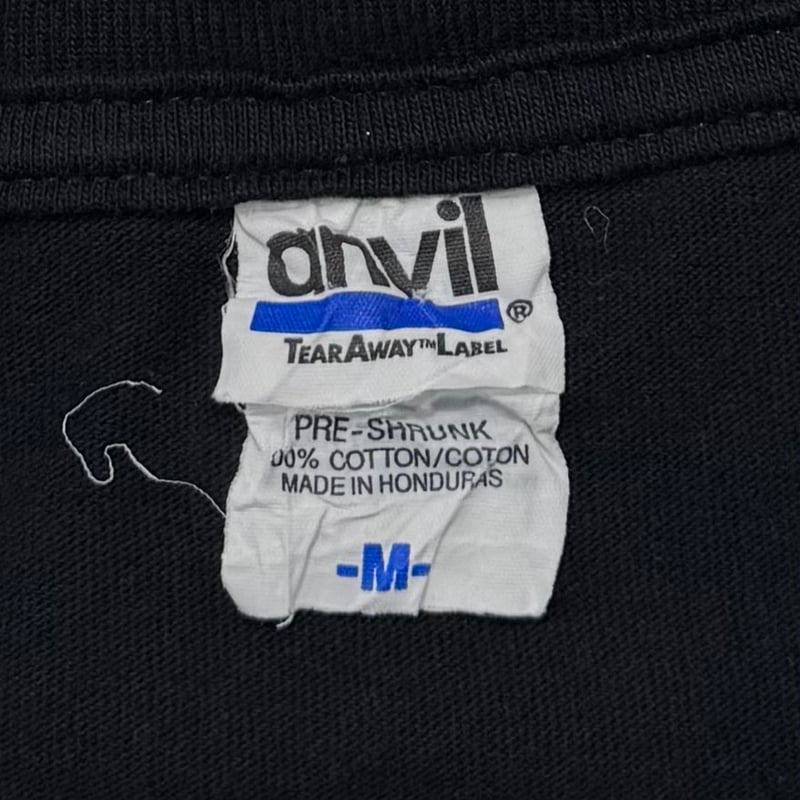 anvil®
TEARAWAY™LABEL
PRE-SHRUNK
00% COTTON/COTON
MADE IN HONDURAS
-M-